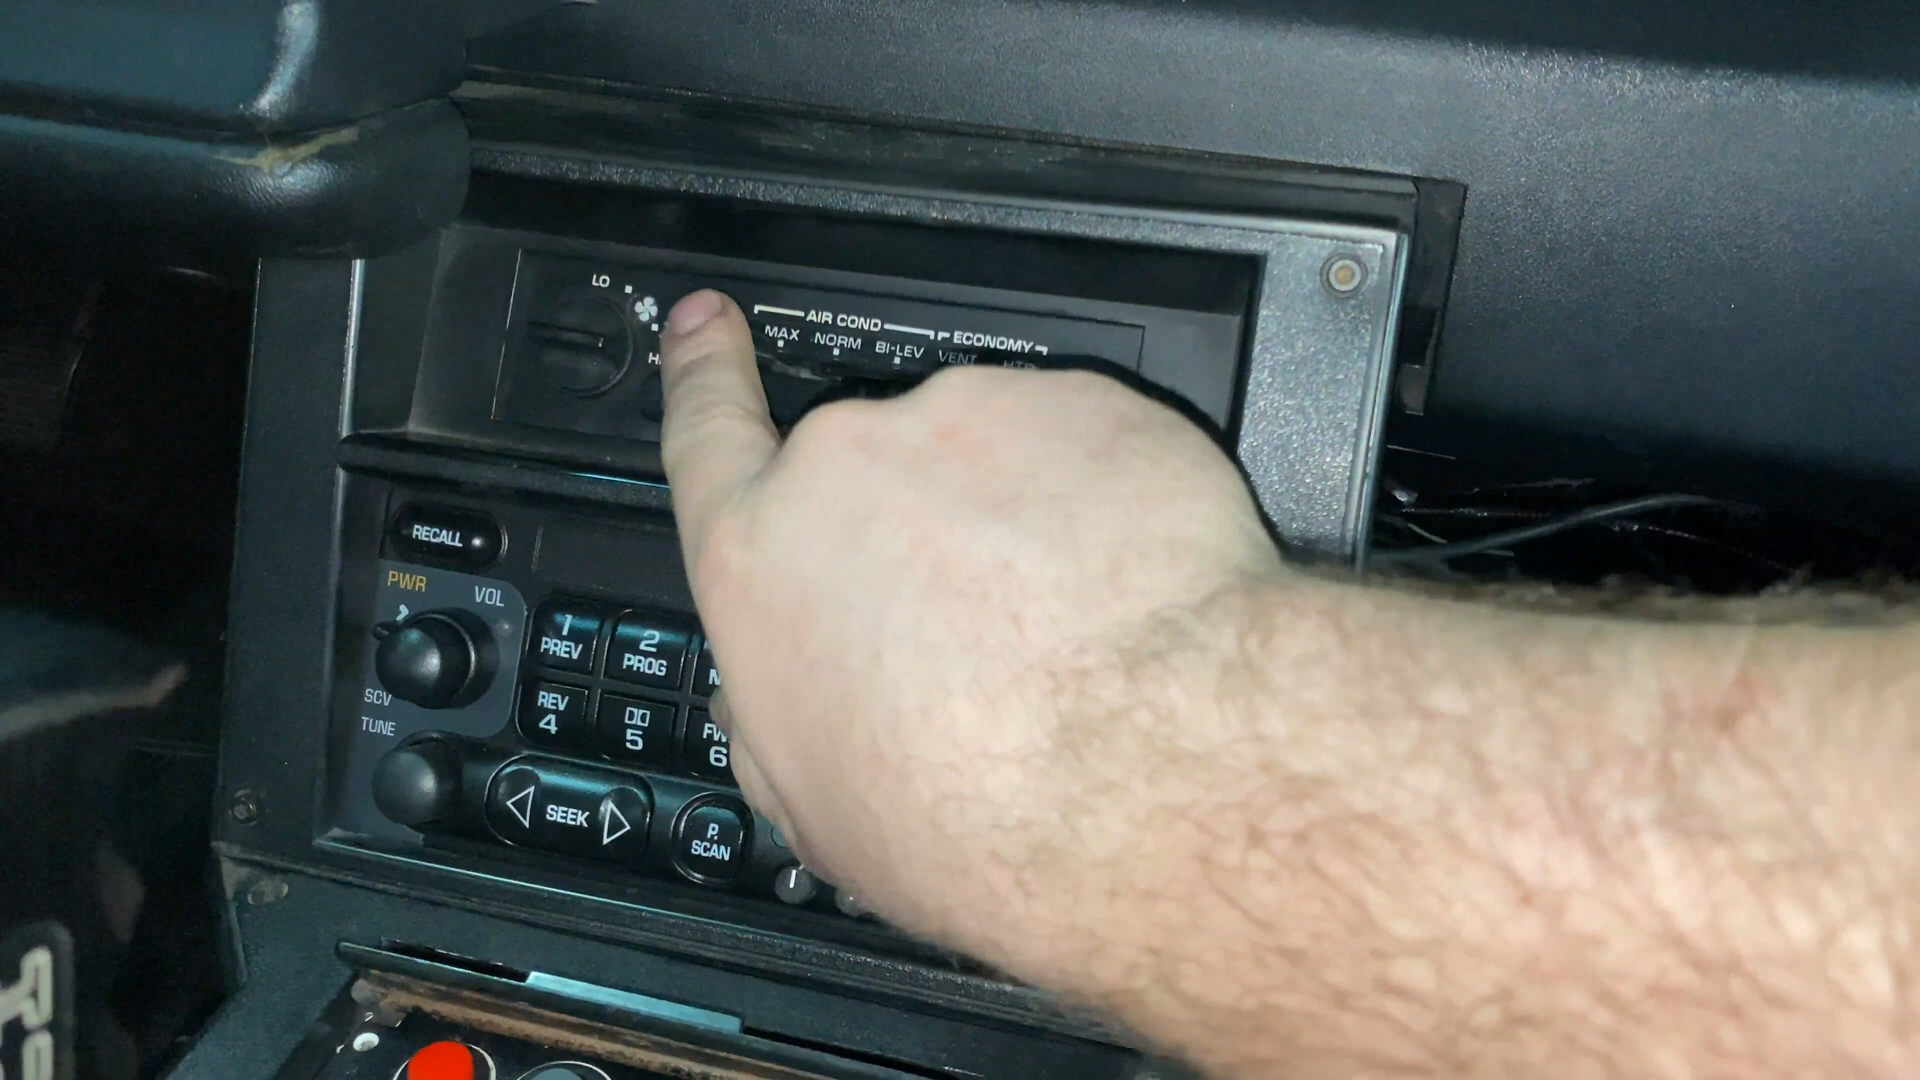 LO
AIR COND
ECONOMY
MAX NORM BI-LEV VENT HTR
RECALL
PWR
VOL
SCV
TUNE
1
PREV
2
PROG
REV
4
5
6
SEEK
P.
SCAN